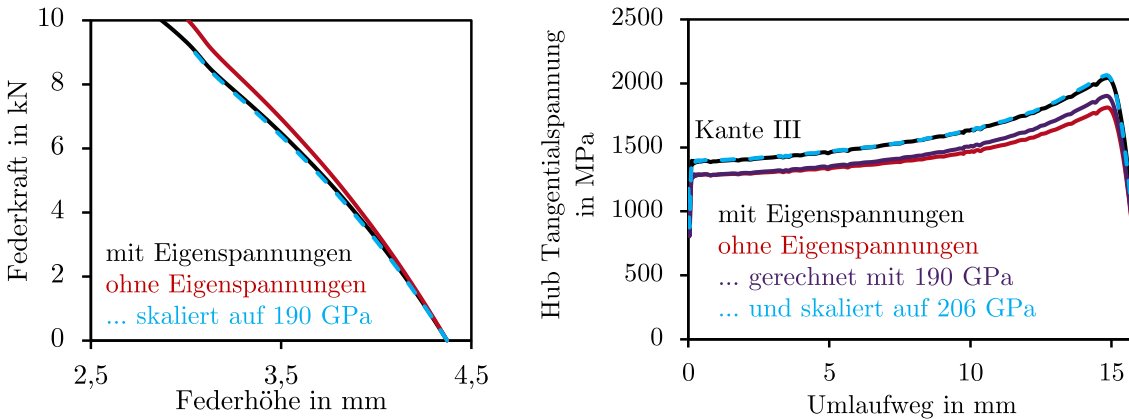 Federkraft in kN
10
8
6
4
2
0
mit Eigenspannungen
ohne Eigenspannungen
... skaliert auf 190 GPa
2,5
3,5
4,5
Federhöhe in mm
Hub Tangentialspannung
in MPa
2500
2000
1500
1000
500
0
Kante III
mit Eigenspannungen
ohne Eigenspannungen
... gerechnet mit 190 GPa
... und skaliert auf 206 GPa
0
5
10
15
Umlaufweg in mm